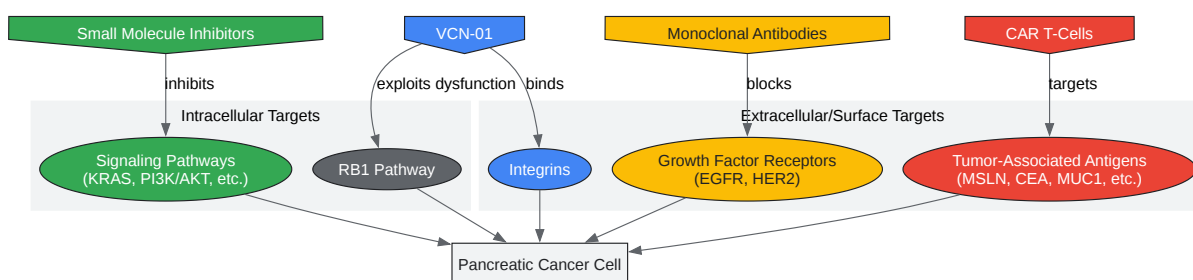 Small Molecule Inhibitors
VCN-01
Monoclonal Antibodies
CAR T-Cells
inhibits
exploits dysfunction
binds
blocks
targets
Intracellular Targets
Extracellular/Surface Targets
Signaling Pathways
(KRAS, PI3K/AKT, etc.)
RB1 Pathway
Integrins
Growth Factor Receptors
(EGFR, HER2)
Tumor-Associated Antigens
(MSLN, CEA, MUC1, etc.)
Pancreatic Cancer Cell